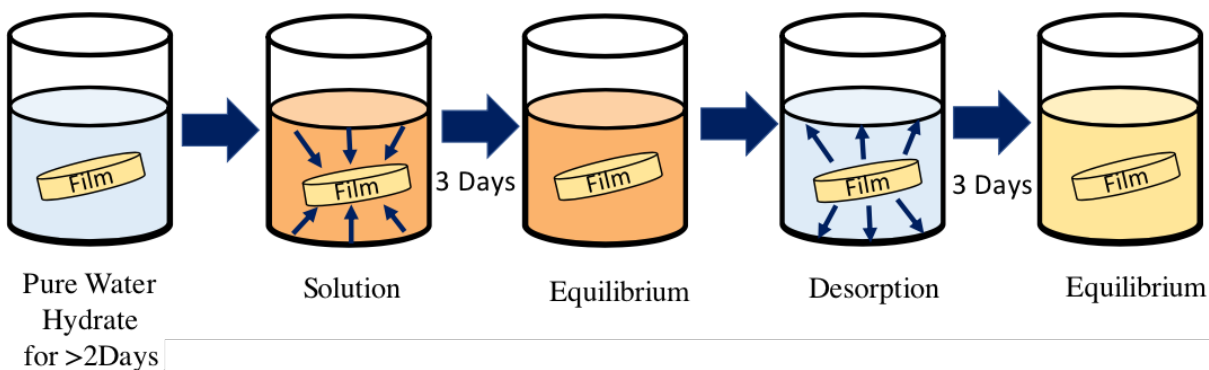 Film
Film
3 Days
Film
Film
3 Days
Film
Pure Water
Hydrate
for >2Days
Solution
Equilibrium
Desorption
Equilibrium